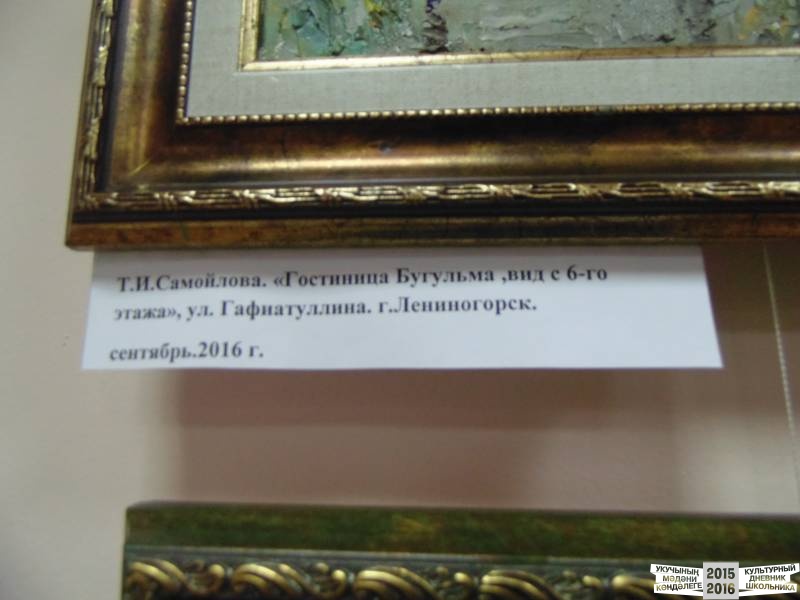 Т.И.Самойлова. «Гостиница Бугульма ,вид с 6-го
этажа», ул. Гафиатуллина. г.Лениногорск.
сентябрь.2016 г.
УКУЧЫНЫҢ
МӘДӘНИ
КӨНДӘЛЕГЕ
2015
2016
КУЛЬТУРНЫЙ
ДНЕВНИК
ШКОЛЬНИКА